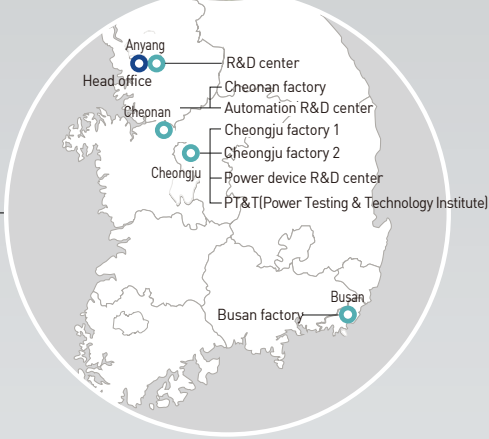 Anyang
R&D center
Head office
Cheonan factory
Cheonan
Automation R&D center
Cheongju factory 1
Cheongju factory 2
Cheongju
Power device R&D center
PT&T(Power Testing & Technology Institute)
Busan
Busan factory